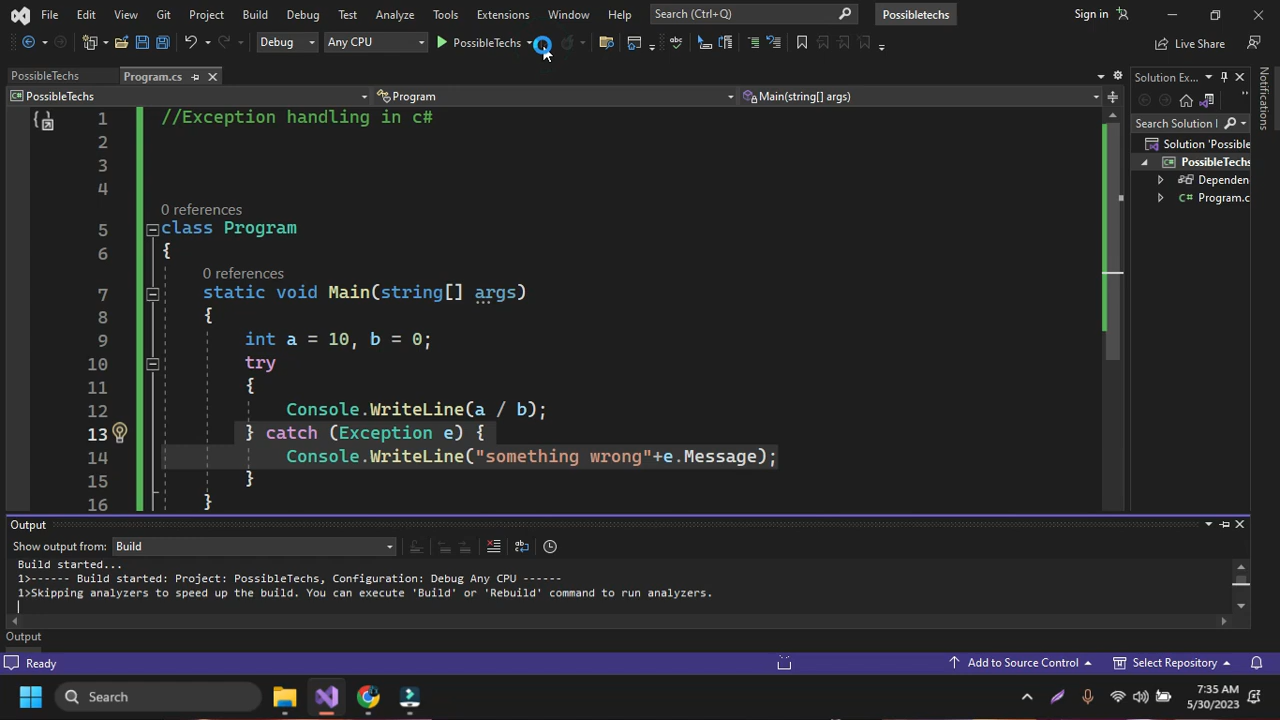 File Edit View Git Project Build Debug Test Analyze Tools Extensions Window Help Search (Ctrl+Q) Possibletechs Sign in
Debug Any CPU PossibleTechs Live Share
PossibleTechs Program.cs Solution Ex...
PossibleTechs Program Main(string[] args)
Search Solution
Solution 'Possible
PossibleTechs
Dependen
C# Program.c
Notifications
1 //Exception handling in c#
2
3
4
0 references
5 class Program
6 {
0 references
7 static void Main(string[] args)
8 {
9 int a = 10, b = 0;
10 try
11 {
12 Console.WriteLine(a / b);
13 } catch (Exception e) {
14 Console.WriteLine("something wrong"+e.Message);
15 }
16 }
Output
Show output from: Build
Build started...
1>------ Build started: Project: PossibleTechs, Configuration: Debug Any CPU ------
1>Skipping analyzers to speed up the build. You can execute 'Build' or 'Rebuild' command to run analyzers.
Output
Ready Add to Source Control Select Repository
Search
7:35 AM
5/30/2023